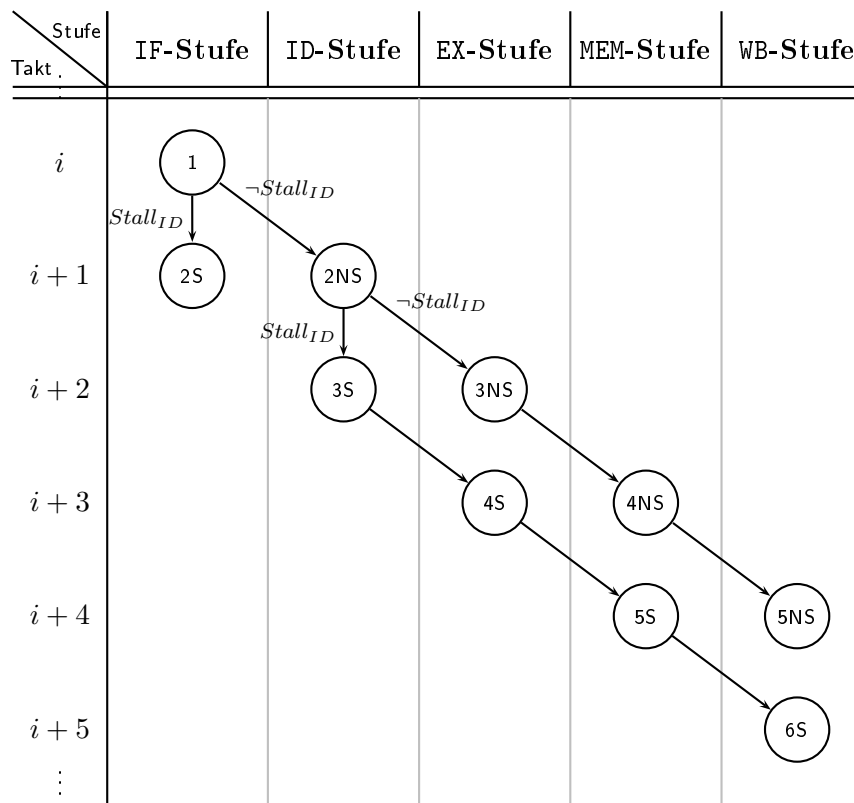 Stufe
Takt
IF-Stufe ID-Stufe EX-Stufe MEM-Stufe WB-Stufe
i
1
¬Stall_ID
Stall_ID
i + 1
2S
2NS
¬Stall_ID
Stall_ID
i + 2
3S
3NS
i + 3
4S
4NS
i + 4
5S
5NS
i + 5
6S